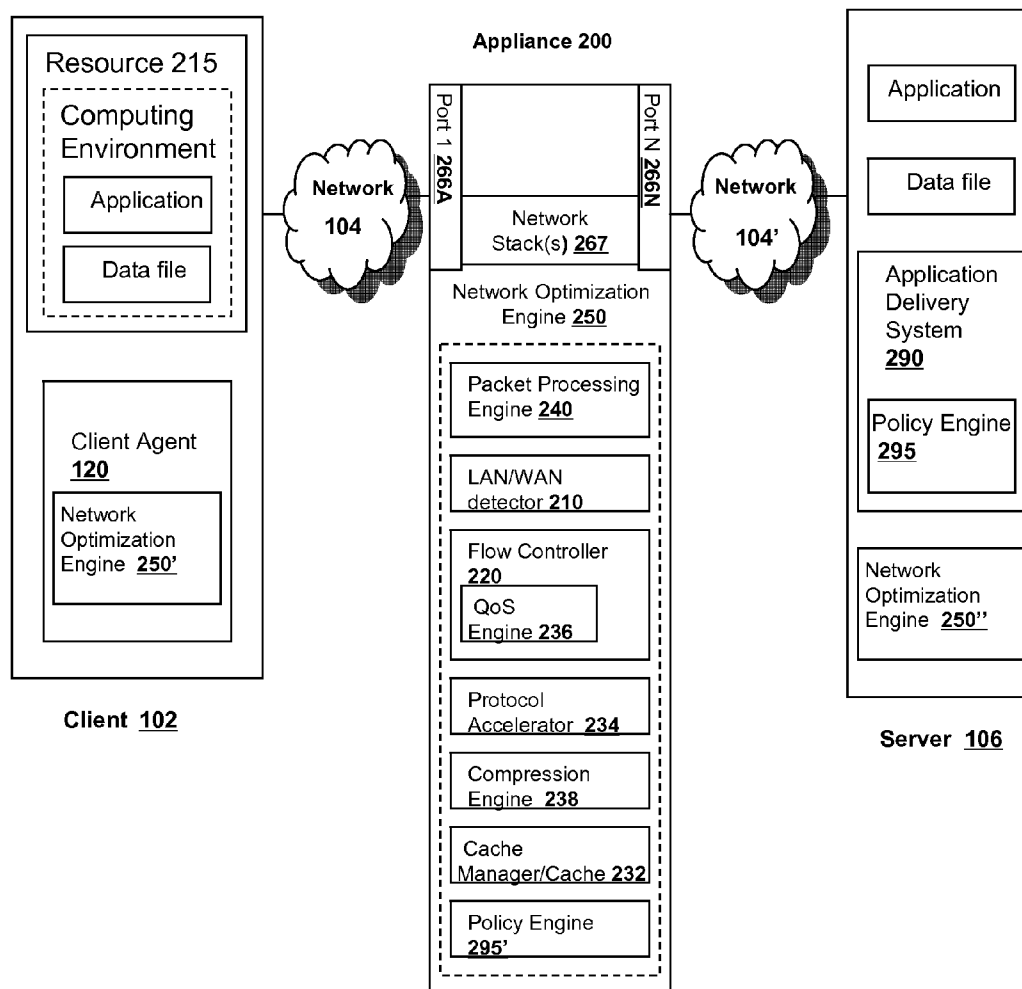 Resource 215
Computing
Environment
Application
Data file
Client Agent
120
Network
Optimization
Engine 250'
Client 102
Network
104
Appliance 200
Port 1 266A
Port N 266N
Network
Stack(s) 267
Network Optimization
Engine 250
Packet Processing
Engine 240
LAN/WAN
detector 210
Flow Controller
220
QoS
Engine 236
Protocol
Accelerator 234
Compression
Engine 238
Cache
Manager/Cache 232
Policy Engine
295'
Network
104'
Application
Data file
Application
Delivery
System
290
Policy Engine
295
Network
Optimization
Engine 250''
Server 106